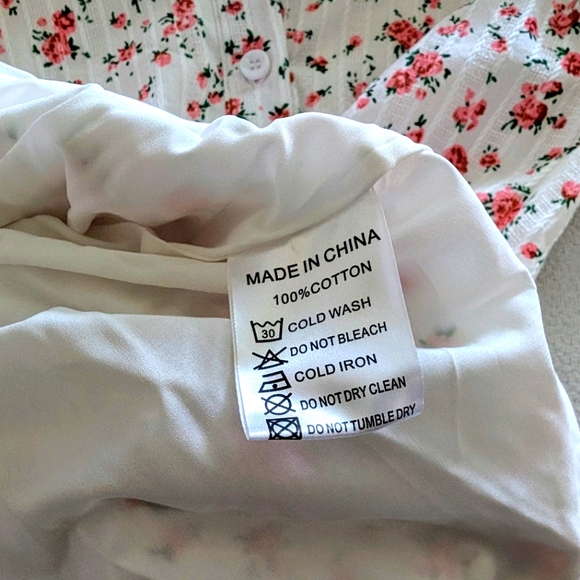 MADE IN CHINA
100%COTTON
30 COLD WASH
DO NOT BLEACH
COLD IRON
DO NOT DRY CLEAN
DO NOT TUMBLE DRY